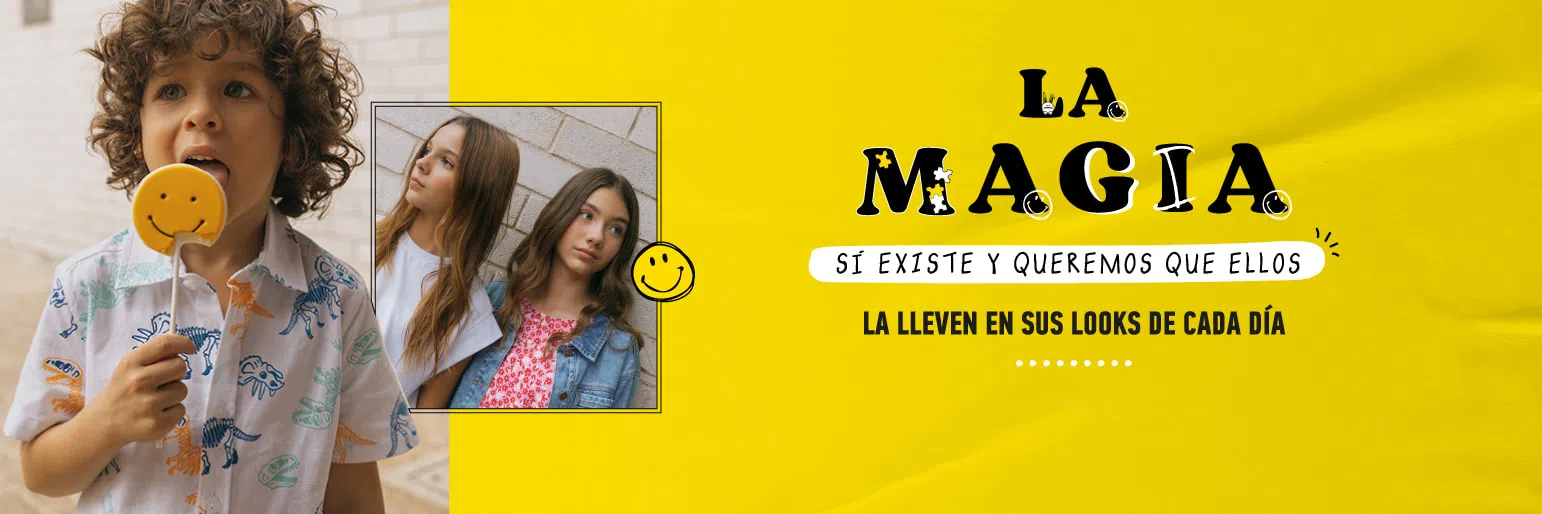 LA
MAGIA
SÍ EXISTE Y QUEREMOS QUE ELLOS
LA LLEVEN EN SUS LOOKS DE CADA DÍA